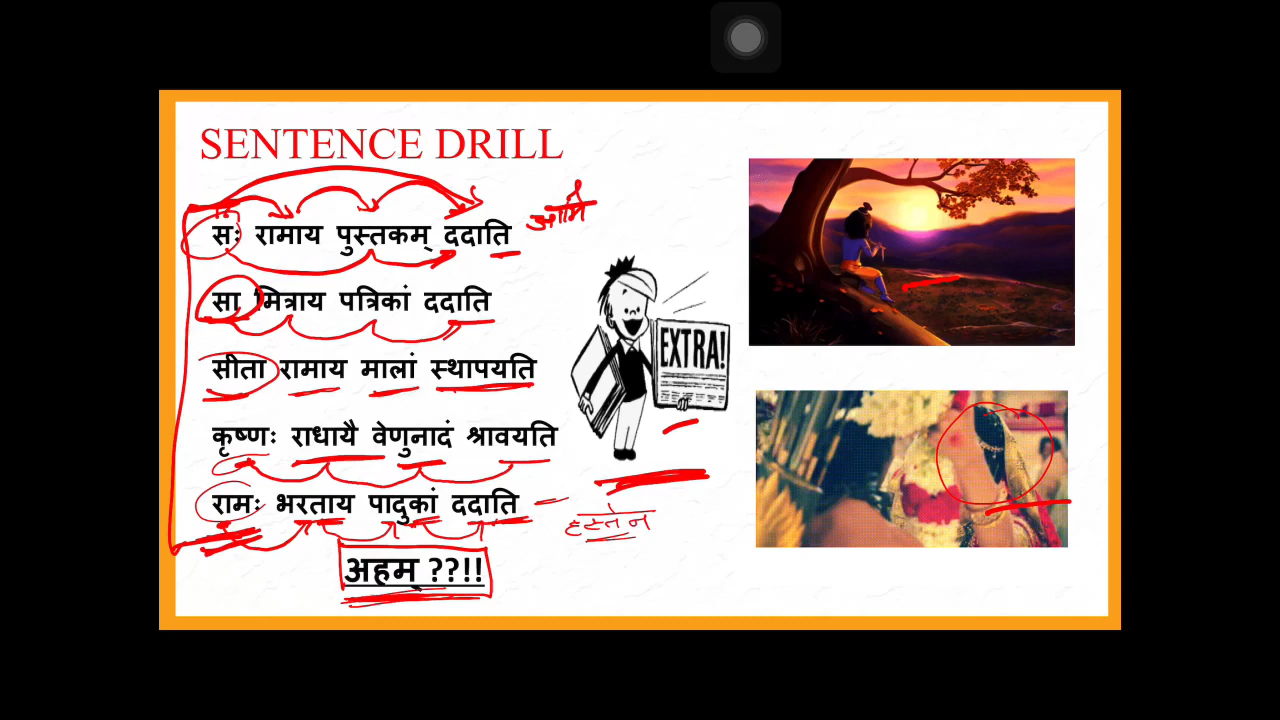 SENTENCE DRILL
सः रामाय पुस्तकम् ददाति
सा मित्राय पत्रिकां ददाति
सीता रामाय मालां स्थापयति
कृष्णः राधायै वेणुनादं श्रावयति
रामः भरताय पादुकां ददाति
हस्तेन
अहम् ??!!
EXTRA!